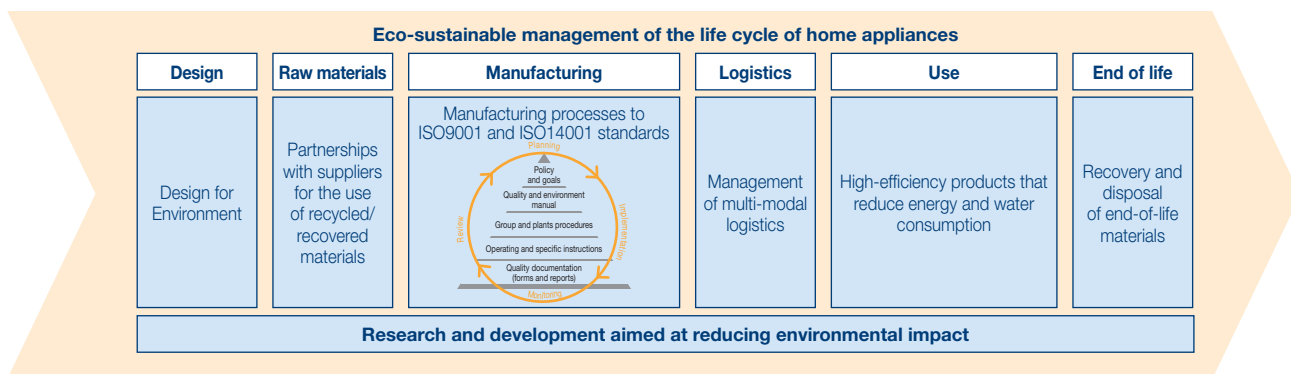 Eco-sustainable management of the life cycle of home appliances
Design
Raw materials
Manufacturing
Logistics
Use
End of life
Design for
Environment
Partnerships
with suppliers
for the use
of recycled/
recovered
materials
Manufacturing processes to
ISO9001 and ISO14001 standards
Planning
Policy
and goals
Quality and environment
manual
Group and plants procedures
Operating and specific instructions
Quality documentation
(forms and reports)
Review
Implementation
Monitoring
Management
of multi-modal
logistics
High-efficiency products that
reduce energy and water
consumption
Recovery and
disposal
of end-of-life
materials
Research and development aimed at reducing environmental impact